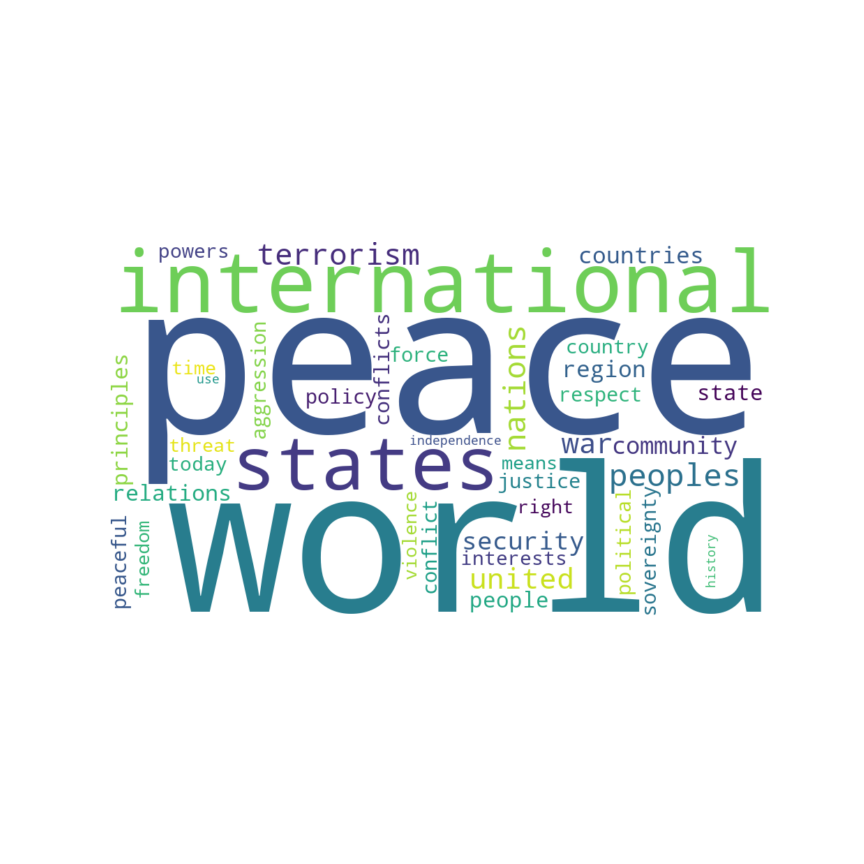 powers terrorism countries
international
peace
time
use
aggression
conflicts
force
policy
nations
country
region
respect
state
principles
threat
today
independence
states
war community
means
justice
peoples
relations
world
peaceful
freedom
violence
conflict
right
security
interests
united
people
political
sovereignty
history